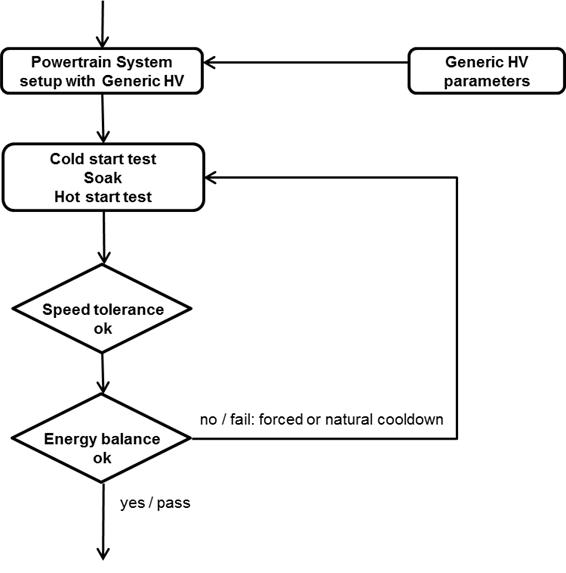 Powertrain System
setup with Generic HV
Generic HV
parameters
Cold start test
Soak
Hot start test
Speed tolerance
ok
no / fail: forced or natural cooldown
Energy balance
ok
yes / pass